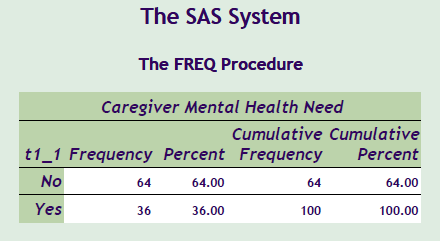 The SAS System
The FREQ Procedure
Caregiver Mental Health Need
Cumulative Cumulative
t1_1 Frequency Percent Frequency Percent
No 64 64.00 64 64.00
Yes 36 36.00 100 100.00